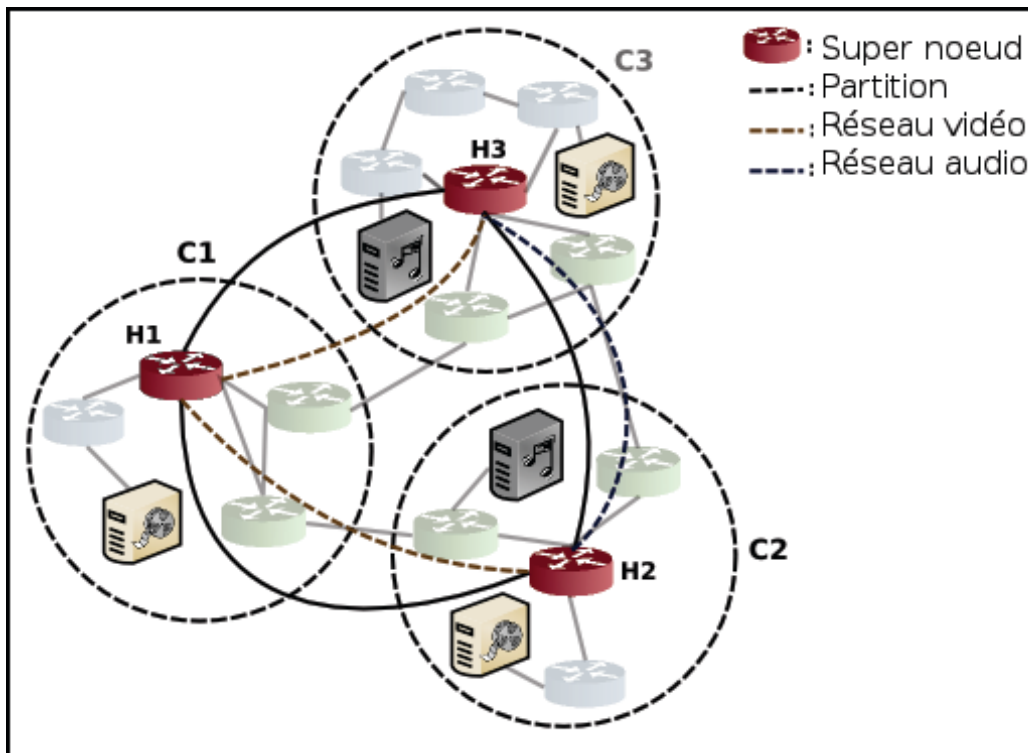 C3
: Super noeud
: Partition
: Réseau vidéo
: Réseau audio
H3
C1
H1
C2
H2